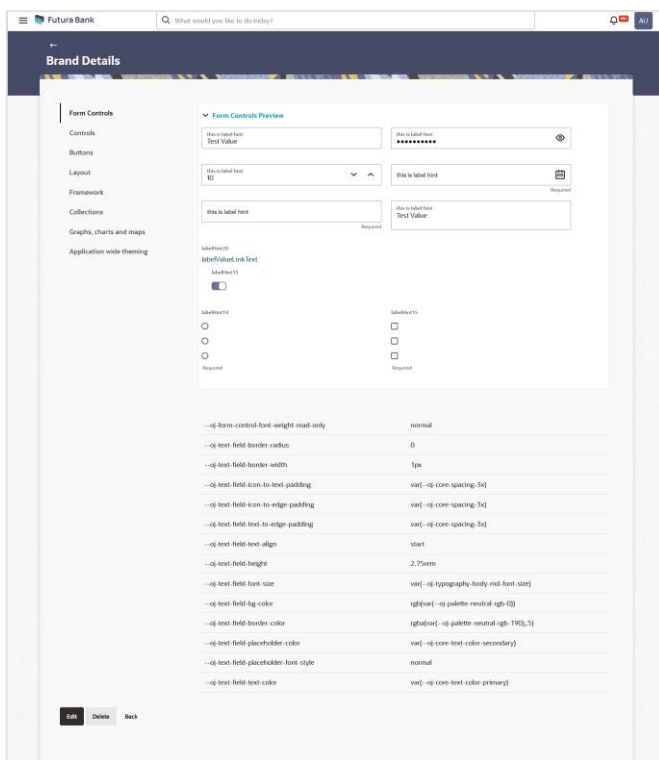 Futura Bank
What would you like to do today?
AU
Brand Details
Form Controls
Controls
Buttons
Layout
Framework
Collections
Graphs, charts and maps
Application wide theming
Form Controls Preview
this is label hint
Test Value
this is label hint
••••••••••
this is label hint
10
this is label hint
Required
this is label hint
Required
this is label hint
Test Value
labelHint20
labelValueLinkText
labelHint13
labelHint14
Required
labelHint15
Required
--oj-form-control-font-weight-read-only normal
--oj-text-field-border-radius 0
--oj-text-field-border-width 1px
--oj-text-field-icon-to-text-padding var(--oj-core-spacing-3x)
--oj-text-field-icon-to-edge-padding var(--oj-core-spacing-3x)
--oj-text-field-text-to-edge-padding var(--oj-core-spacing-3x)
--oj-text-field-text-align start
--oj-text-field-height 2.75rem
--oj-text-field-font-size var(--oj-typography-body-md-font-size)
--oj-text-field-bg-color rgb(var(--oj-palette-neutral-rgb-0))
--oj-text-field-border-color rgba(var(--oj-palette-neutral-rgb-190),.5)
--oj-text-field-placeholder-color var(--oj-core-text-color-secondary)
--oj-text-field-placeholder-font-style normal
--oj-text-field-text-color var(--oj-core-text-color-primary)
Edit Delete Back